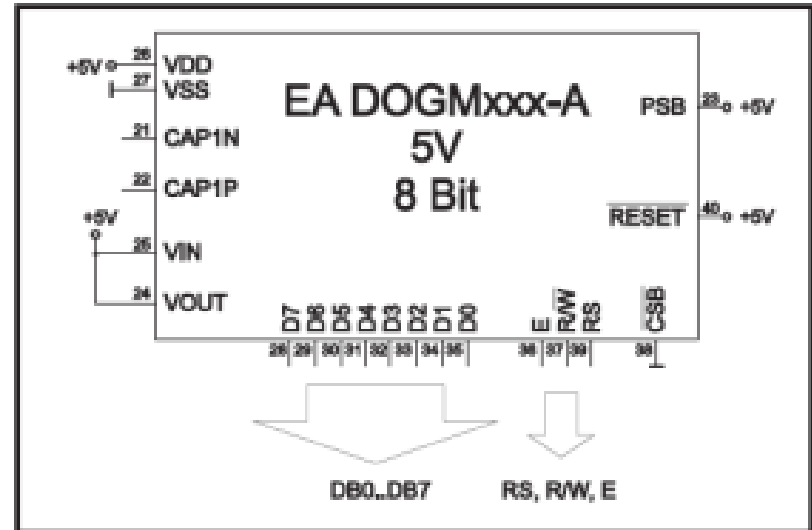 +5V 26 VDD
27 VSS
21 CAP1N
22 CAP1P
+5V
25 VIN
24 VOUT
EA DOGMxxx-A
5V
8 Bit
PSB 23 +5V
RESET 40 +5V
D7 D6 D5 D4 D3 D2 D1 D0 E R/W RS CSB
28 29 30 31 32 33 34 35 36 37 39 38
DB0..DB7 RS, R/W, E